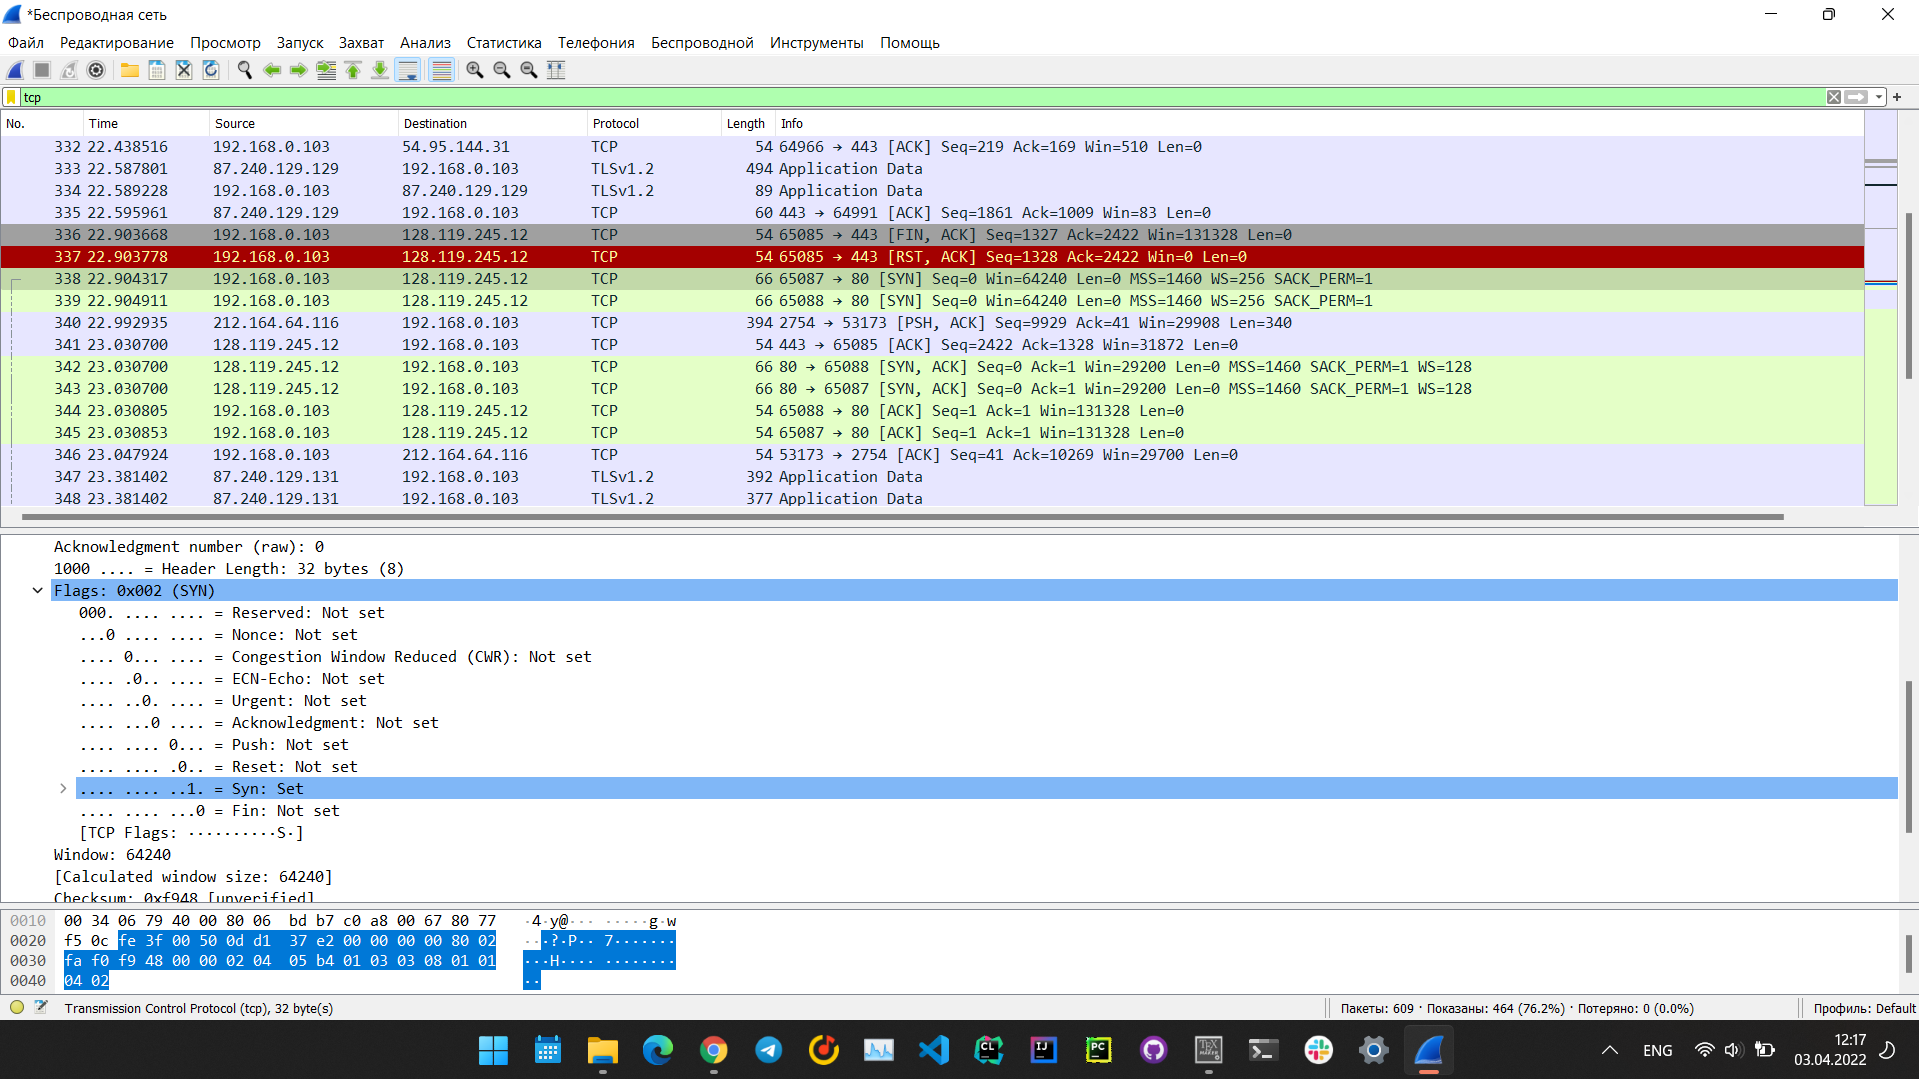 *Беспроводная сеть
Файл Редактирование Просмотр Запуск Захват Анализ Статистика Телефония Беспроводной Инструменты Помощь
tcp
No. Time Source Destination Protocol Length Info
332 22.438516 192.168.0.103 54.95.144.31 TCP 54 64966 → 443 [ACK] Seq=219 Ack=169 Win=510 Len=0
333 22.587801 87.240.129.129 192.168.0.103 TLSv1.2 494 Application Data
334 22.589228 192.168.0.103 87.240.129.129 TLSv1.2 89 Application Data
335 22.595961 87.240.129.129 192.168.0.103 TCP 60 443 → 64991 [ACK] Seq=1861 Ack=1009 Win=83 Len=0
336 22.903668 192.168.0.103 128.119.245.12 TCP 54 65085 → 443 [FIN, ACK] Seq=1327 Ack=2422 Win=131328 Len=0
337 22.903778 192.168.0.103 128.119.245.12 TCP 54 65085 → 443 [RST, ACK] Seq=1328 Ack=2422 Win=0 Len=0
338 22.904317 192.168.0.103 128.119.245.12 TCP 66 65087 → 80 [SYN] Seq=0 Win=64240 Len=0 MSS=1460 WS=256 SACK_PERM=1
339 22.904911 192.168.0.103 128.119.245.12 TCP 66 65088 → 80 [SYN] Seq=0 Win=64240 Len=0 MSS=1460 WS=256 SACK_PERM=1
340 22.992935 212.164.64.116 192.168.0.103 TCP 394 2754 → 53173 [PSH, ACK] Seq=9929 Ack=41 Win=29908 Len=340
341 23.030700 128.119.245.12 192.168.0.103 TCP 54 443 → 65085 [ACK] Seq=2422 Ack=1328 Win=31872 Len=0
342 23.030700 128.119.245.12 192.168.0.103 TCP 66 80 → 65088 [SYN, ACK] Seq=0 Ack=1 Win=29200 Len=0 MSS=1460 SACK_PERM=1 WS=128
343 23.030700 128.119.245.12 192.168.0.103 TCP 66 80 → 65087 [SYN, ACK] Seq=0 Ack=1 Win=29200 Len=0 MSS=1460 SACK_PERM=1 WS=128
344 23.030805 192.168.0.103 128.119.245.12 TCP 54 65088 → 80 [ACK] Seq=1 Ack=1 Win=131328 Len=0
345 23.030853 192.168.0.103 128.119.245.12 TCP 54 65087 → 80 [ACK] Seq=1 Ack=1 Win=131328 Len=0
346 23.047924 192.168.0.103 212.164.64.116 TCP 54 53173 → 2754 [ACK] Seq=41 Ack=10269 Win=29700 Len=0
347 23.381402 87.240.129.131 192.168.0.103 TLSv1.2 392 Application Data
348 23.381402 87.240.129.131 192.168.0.103 TLSv1.2 377 Application Data
Acknowledgment number (raw): 0
1000 .... = Header Length: 32 bytes (8)
Flags: 0x002 (SYN)
000. .... .... = Reserved: Not set
...0 .... .... = Nonce: Not set
.... 0... .... = Congestion Window Reduced (CWR): Not set
.... .0.. .... = ECN-Echo: Not set
.... ..0. .... = Urgent: Not set
.... ...0 .... = Acknowledgment: Not set
.... .... 0... = Push: Not set
.... .... .0.. = Reset: Not set
.... .... ..1. = Syn: Set
.... .... ...0 = Fin: Not set
[TCP Flags: ··········S·]
Window: 64240
[Calculated window size: 64240]
Checksum: 0xf948 [unverified]
0010 00 34 06 79 40 00 80 06 bd b7 c0 a8 00 67 80 77 ·4·y@··· ·····g·w
0020 f5 0c fe 3f 00 50 0d d1 37 e2 00 00 00 00 80 02 ···?·P·· 7·······
0030 fa f0 f9 48 00 00 02 04 05 b4 01 03 03 08 01 01 ···H···· ········
0040 04 02 ··
Transmission Control Protocol (tcp), 32 byte(s) Пакеты: 609 · Показаны: 464 (76.2%) · Потеряно: 0 (0.0%) Профиль: Default
CL IJ PC TEX MAKER
ENG 12:17
03.04.2022